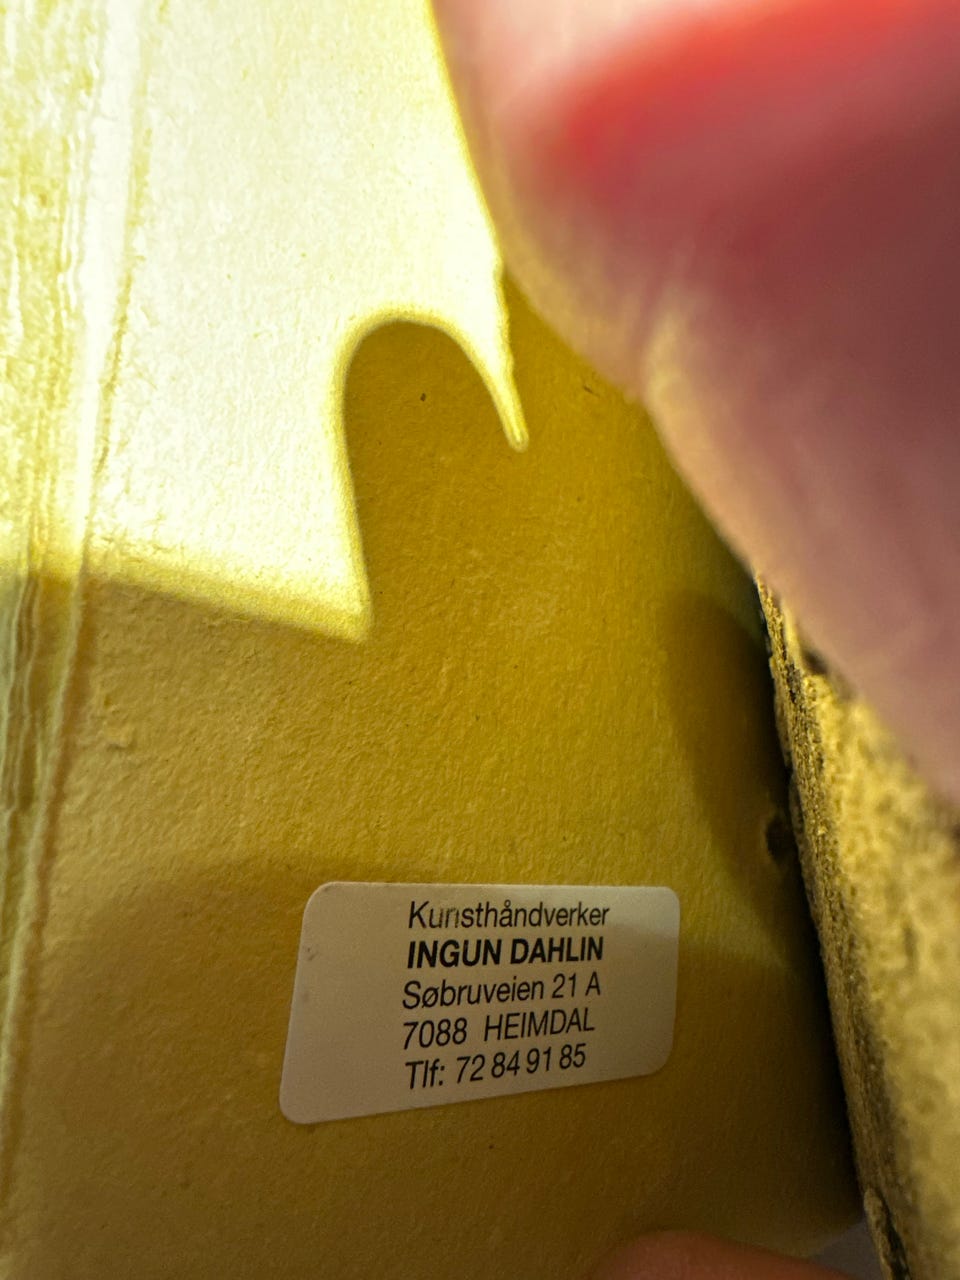 Kunsthåndverker
INGUN DAHLIN
Søbruveien 21 A
7088 HEIMDAL
Tlf: 72 84 91 85